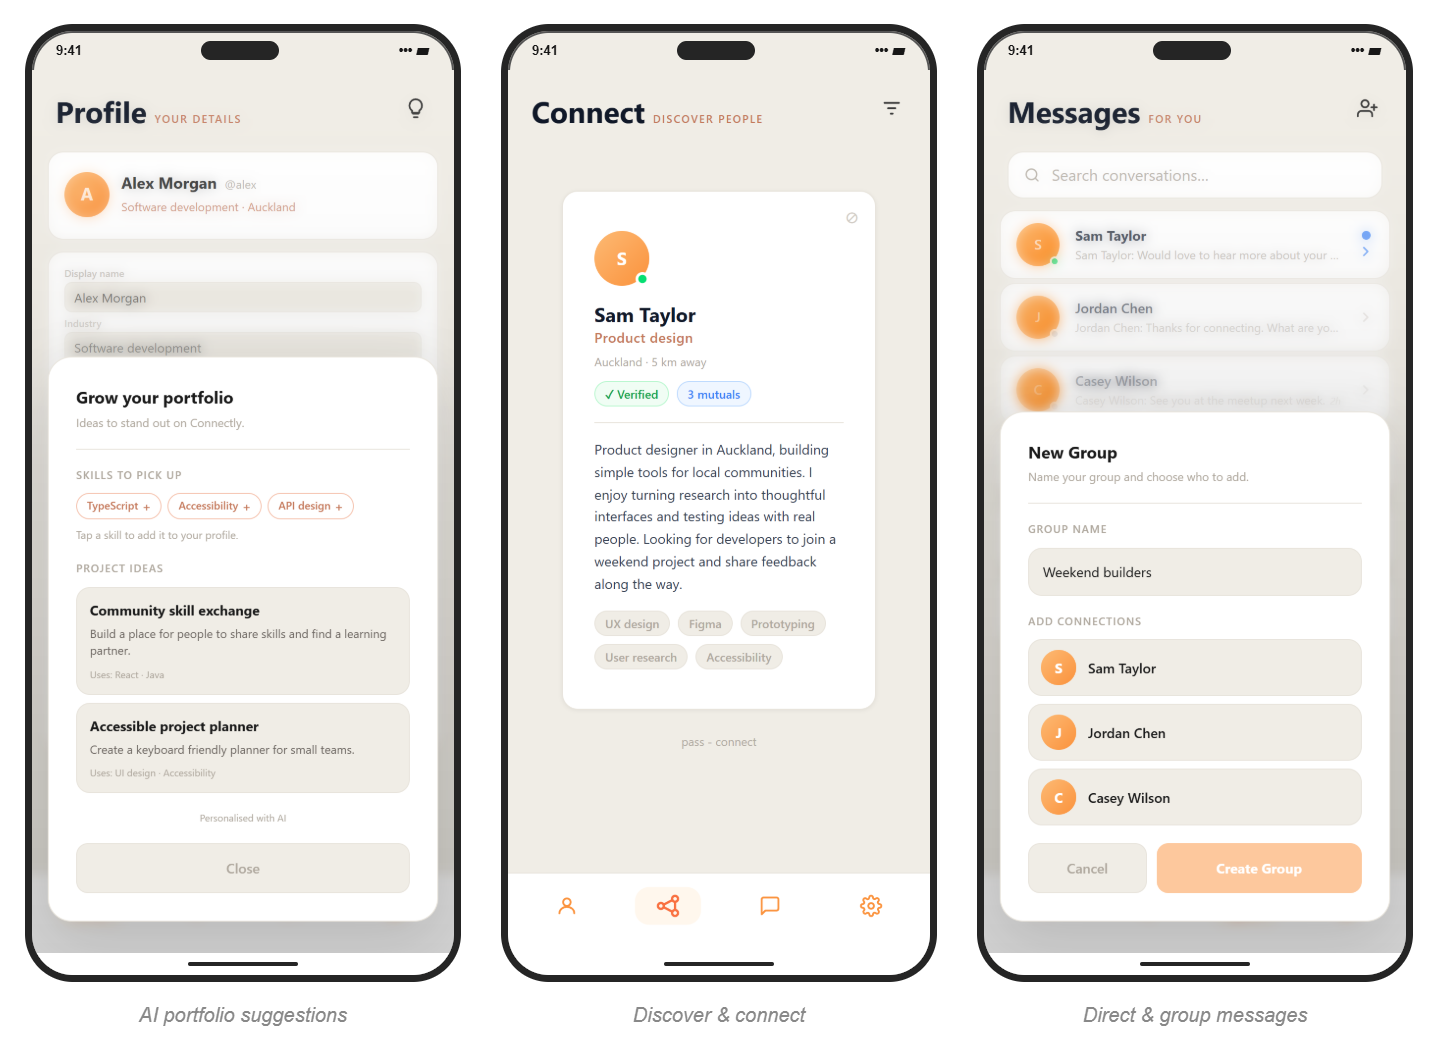 9:41
Profile YOUR DETAILS
A
Alex Morgan @alex
Software development · Auckland
Display name
Alex Morgan
Industry
Software development
Grow your portfolio
Ideas to stand out on Connectly.
SKILLS TO PICK UP
TypeScript + Accessibility + API design +
Tap a skill to add it to your profile.
PROJECT IDEAS
Community skill exchange
Build a place for people to share skills and find a learning
partner.
Uses: React · Java
Accessible project planner
Create a keyboard friendly planner for small teams.
Uses: UI design · Accessibility
Personalised with AI
Close
AI portfolio suggestions
9:41
Connect DISCOVER PEOPLE
S
Sam Taylor
Product design
Auckland · 5 km away
✓ Verified 3 mutuals
Product designer in Auckland, building
simple tools for local communities. I
enjoy turning research into thoughtful
interfaces and testing ideas with real
people. Looking for developers to join a
weekend project and share feedback
along the way.
UX design Figma Prototyping
User research Accessibility
pass - connect
Discover & connect
9:41
Messages FOR YOU
Search conversations...
S
Sam Taylor
Sam Taylor: Would love to hear more about your ...
J
Jordan Chen
Jordan Chen: Thanks for connecting. What are yo...
C
Casey Wilson
Casey Wilson: See you at the meetup next week.
New Group
Name your group and choose who to add.
GROUP NAME
Weekend builders
ADD CONNECTIONS
S Sam Taylor
J Jordan Chen
C Casey Wilson
Cancel Create Group
Direct & group messages